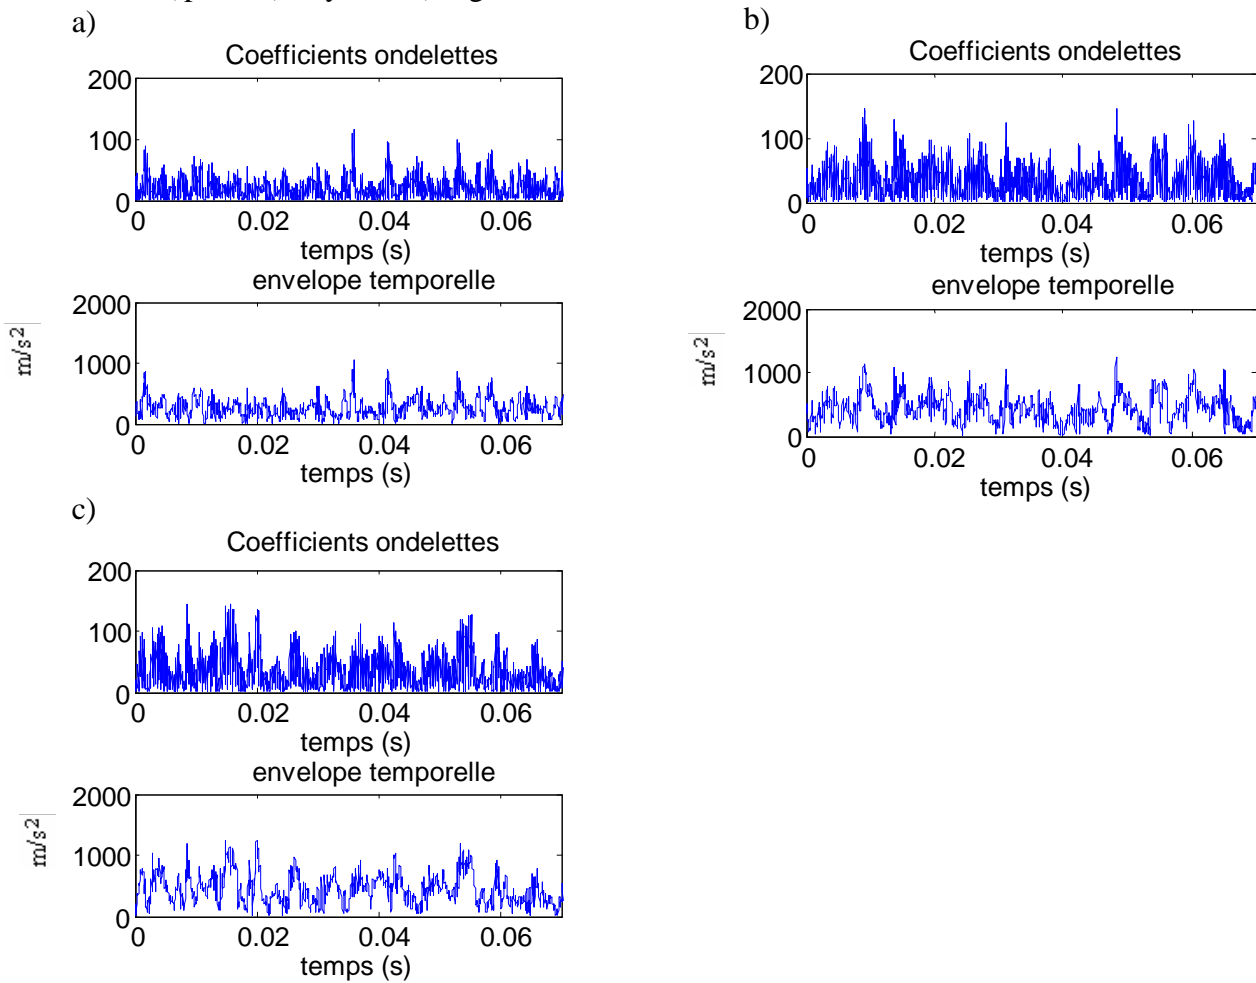 a)
Coefficients ondelettes
200
100
0
0 0.02 0.04 0.06
temps (s)
envelope temporelle
2000
1000
0
m/s²|
0 0.02 0.04 0.06
temps (s)
b)
Coefficients ondelettes
200
100
0
0 0.02 0.04 0.06
temps (s)
envelope temporelle
2000
1000
0
m/s²|
0 0.02 0.04 0.06
temps (s)
c)
Coefficients ondelettes
200
100
0
0 0.02 0.04 0.06
temps (s)
envelope temporelle
2000
1000
0
m/s²|
0 0.02 0.04 0.06
temps (s)